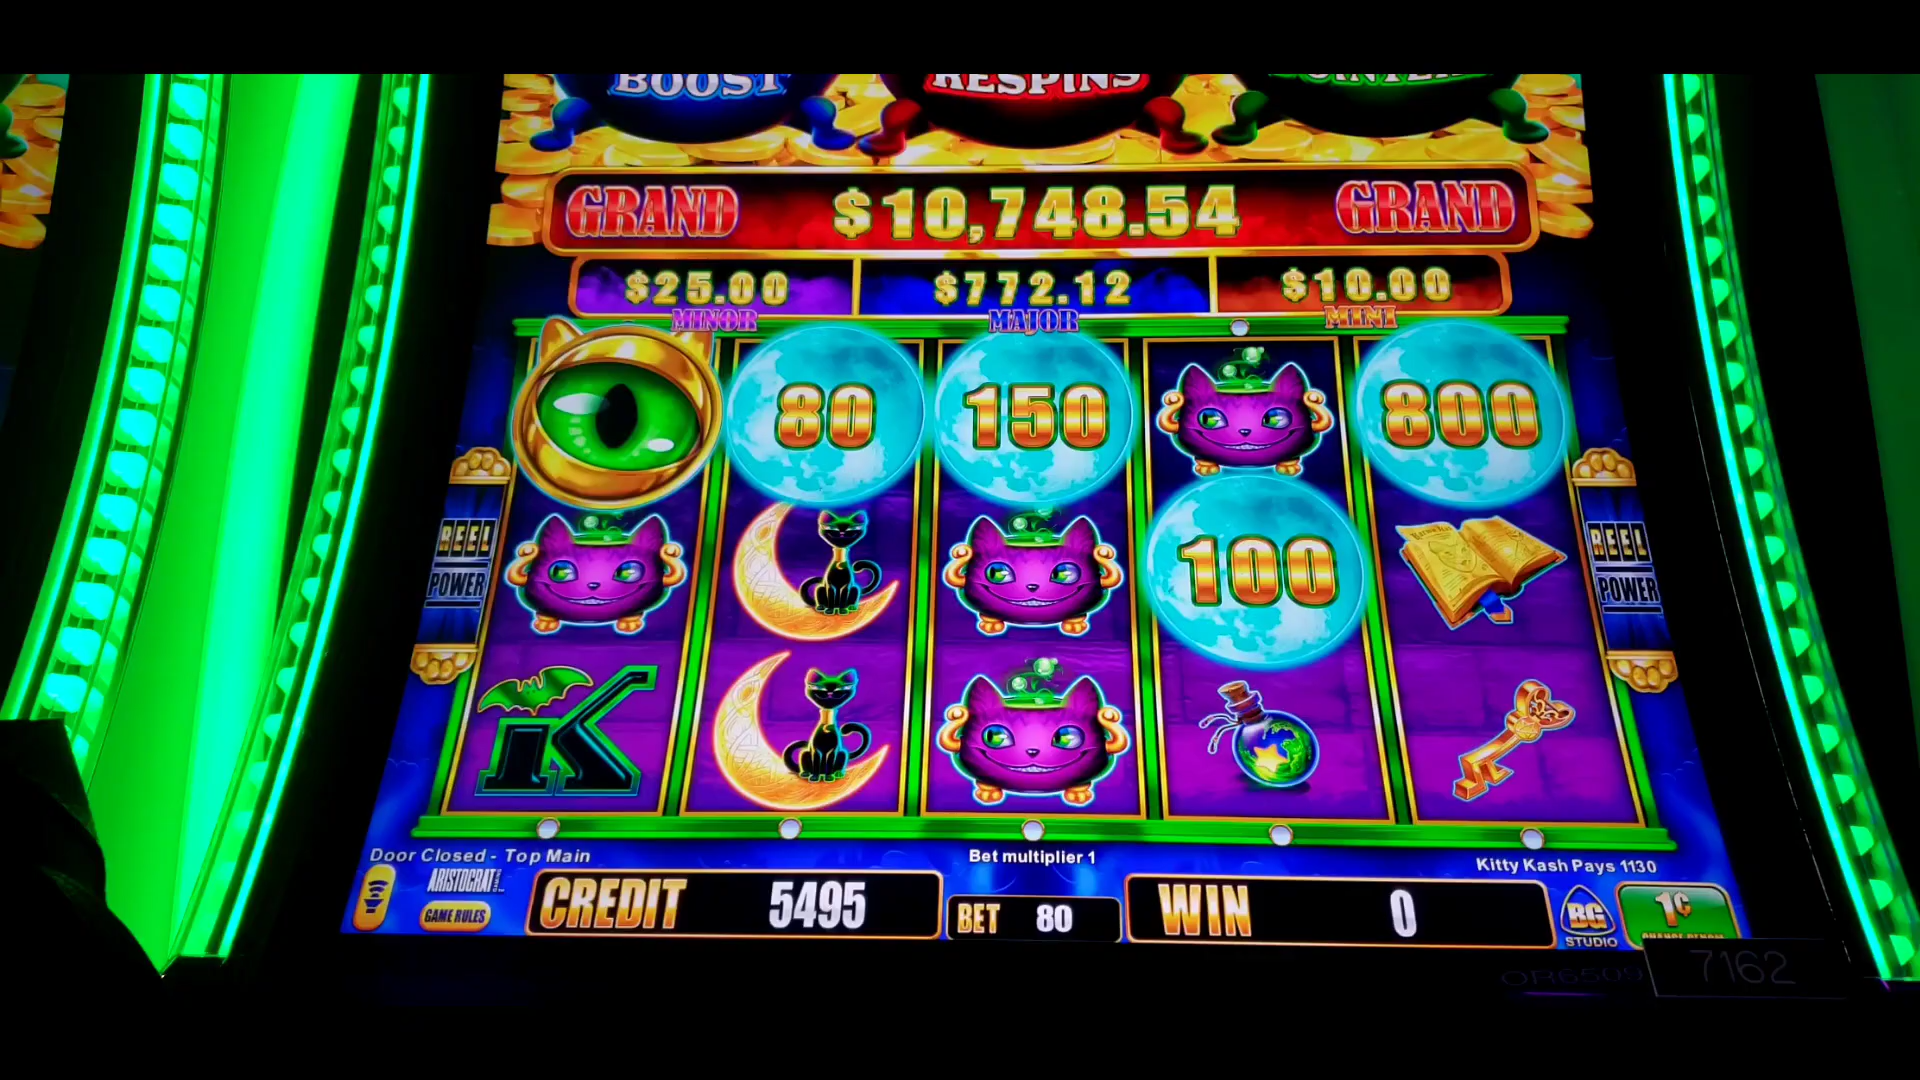 BOOST
RESPINS
GRAND $10,748.54 GRAND
$25.00 $772.12 $10.00
MINOR MAJOR MINI
80 150 800
REEL POWER
100
REEL POWER
K
Door Closed - Top Main
Bet multiplier 1
Kitty Kash Pays 1130
ARISTOCRAT
GAME RULES
CREDIT 5495
BET 80
WIN 0
BG
STUDIO
1¢
7162